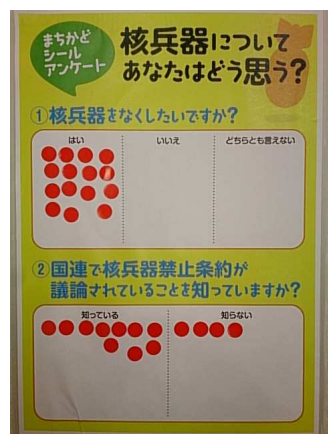 まちかど
シール
アンケート
核兵器について
あなたはどう思う?
①核兵器をなくしたいですか?
はい
いいえ
どちらとも言えない
②国連で核兵器禁止条約が
議論されていることを知っていますか?
知っている
知らない